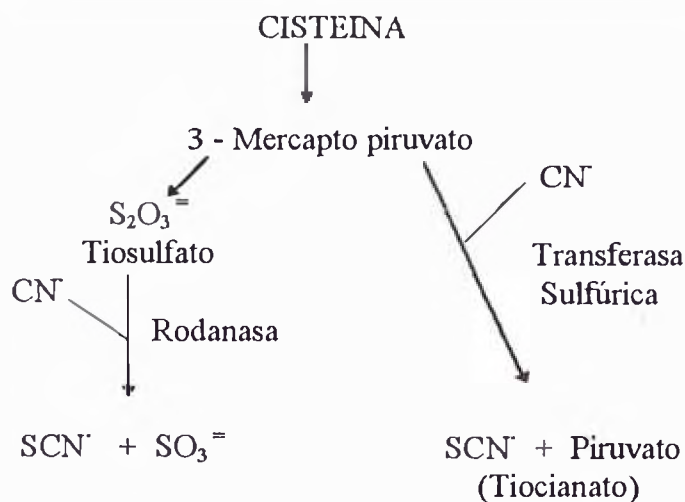 CISTEINA
3 - Mercapto piruvato
CN⁻
S₂O₃⁼
Tiosulfato
Transferasa
Sulfúrica
CN⁻
Rodanasa
SCN⁻ + SO₃⁼
SCN⁻ + Piruvato
(Tiocianato)